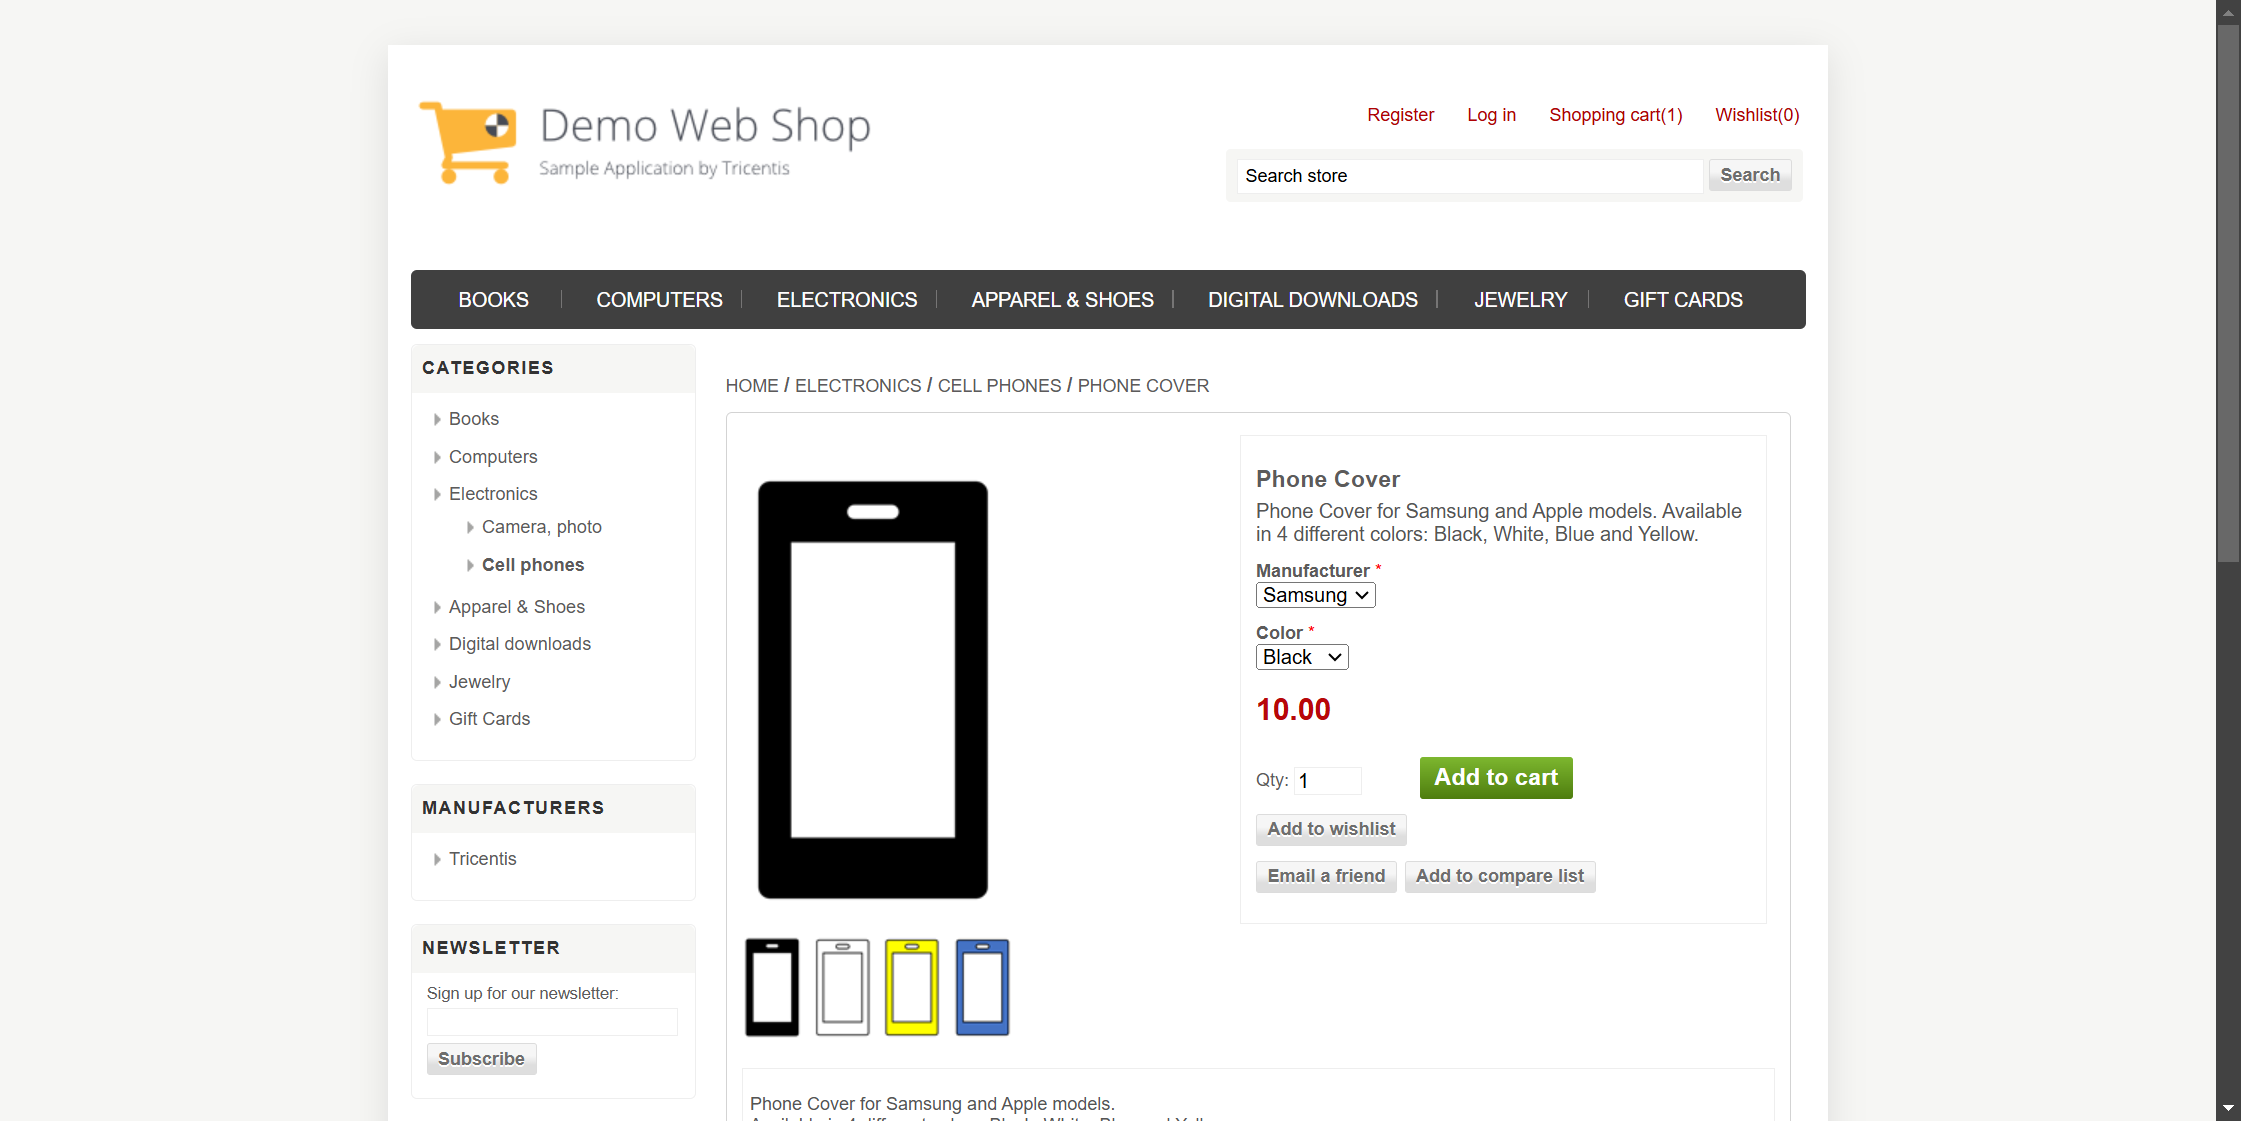 Demo Web Shop
Sample Application by Tricentis
Register Log in Shopping cart(1) Wishlist(0)
Search store Search
BOOKS COMPUTERS ELECTRONICS APPAREL & SHOES DIGITAL DOWNLOADS JEWELRY GIFT CARDS
CATEGORIES
Books
Computers
Electronics
Camera, photo
Cell phones
Apparel & Shoes
Digital downloads
Jewelry
Gift Cards
MANUFACTURERS
Tricentis
NEWSLETTER
Sign up for our newsletter:
Subscribe
HOME / ELECTRONICS / CELL PHONES / PHONE COVER
Phone Cover
Phone Cover for Samsung and Apple models. Available
in 4 different colors: Black, White, Blue and Yellow.
Manufacturer *
Samsung
Color *
Black
10.00
Qty: 1 Add to cart
Add to wishlist
Email a friend Add to compare list
Phone Cover for Samsung and Apple models.